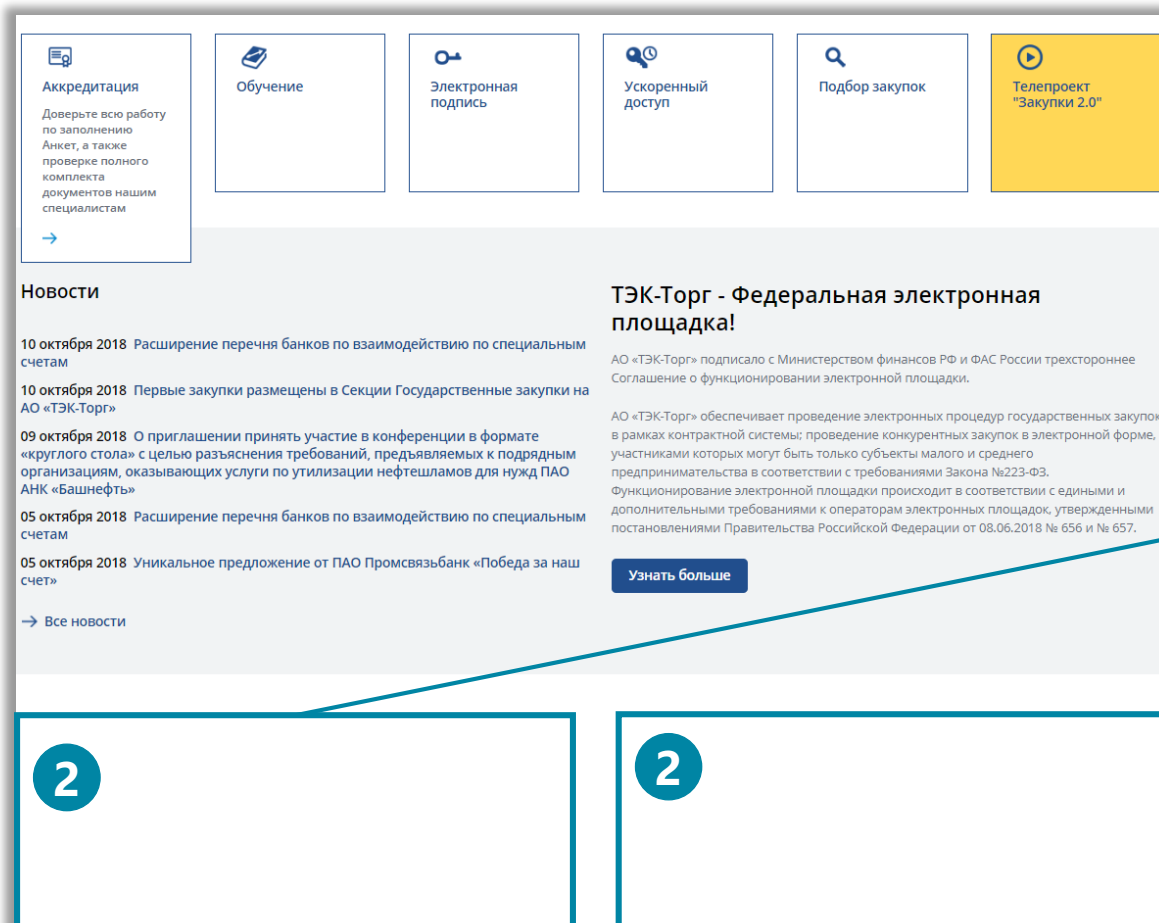 Аккредитация
Доверьте всю работу
по заполнению
Анкет, а также
проверке полного
комплекта
документов нашим
специалистам
Обучение
Электронная
подпись
Ускоренный
доступ
Подбор закупок
Телепроект
"Закупки 2.0"
Новости
10 октября 2018 Расширение перечня банков по взаимодействию по специальным
счетам
10 октября 2018 Первые закупки размещены в Секции Государственные закупки на
АО «ТЭК-Торг»
09 октября 2018 О приглашении принять участие в конференции в формате
«круглого стола» с целью разъяснения требований, предъявляемых к подрядным
организациям, оказывающих услуги по утилизации нефтешламов для нужд ПАО
АНК «Башнефть»
05 октября 2018 Расширение перечня банков по взаимодействию по специальным
счетам
05 октября 2018 Уникальное предложение от ПАО Промсвязьбанк «Победа за наш
счет»
→ Все новости
ТЭК-Торг - Федеральная электронная
площадка!
АО «ТЭК-Торг» подписало с Министерством финансов РФ и ФАС России трехстороннее
Соглашение о функционировании электронной площадки.
АО «ТЭК-Торг» обеспечивает проведение электронных процедур государственных закупок
в рамках контрактной системы; проведение конкурентных закупок в электронной форме,
участниками которых могут быть только субъекты малого и среднего
предпринимательства в соответствии с требованиями Закона №223-ФЗ.
Функционирование электронной площадки происходит в соответствии с едиными и
дополнительными требованиями к операторам электронных площадок, утвержденными
постановлениями Правительства Российской Федерации от 08.06.2018 № 656 и № 657.
Узнать больше
2
2